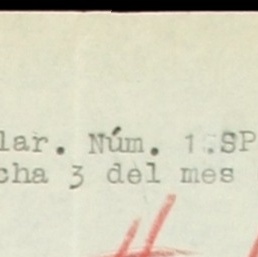 lar. Núm. 1.SP
cha 3 del mes